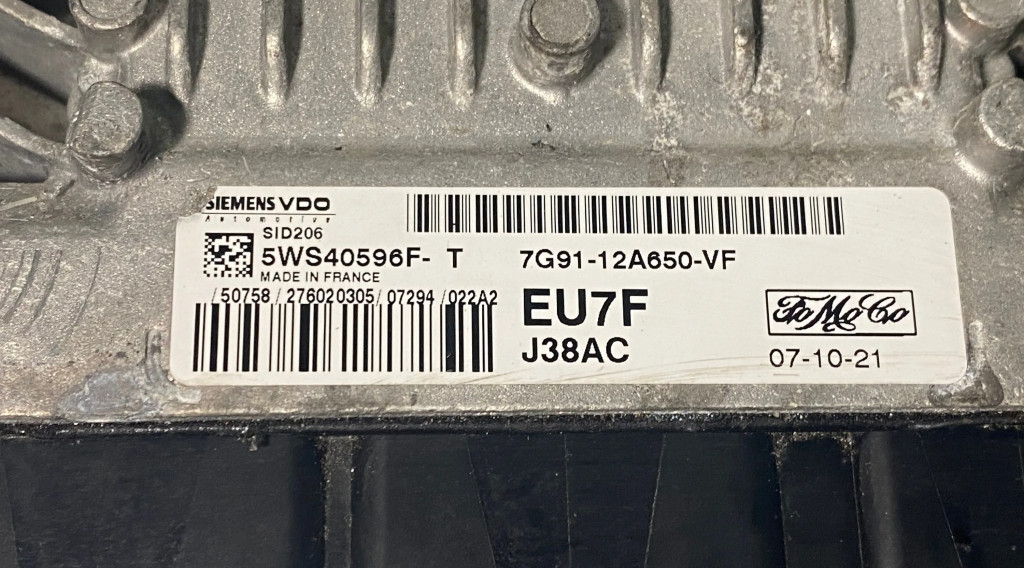 SIEMENS VDO
Automotive
SID206
5WS40596F- T
MADE IN FRANCE
/50758/276020305/07294/022A2
7G91-12A650-VF
EU7F
J38AC
FoMoCo
07-10-21